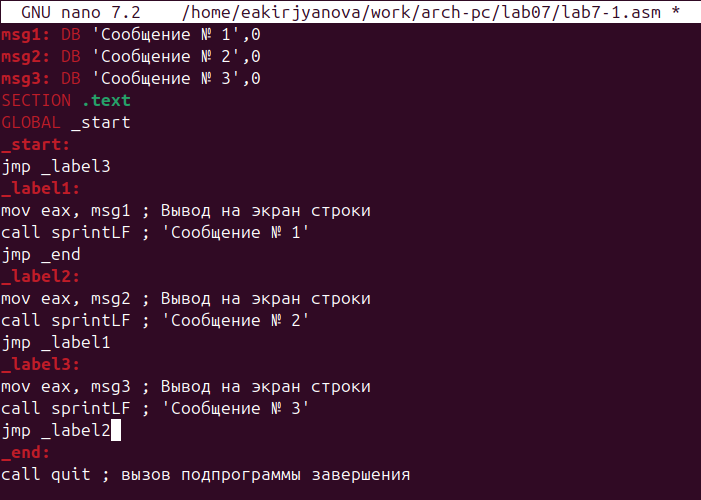 GNU nano 7.2 /home/eakirjyanova/work/arch-pc/lab07/lab7-1.asm *
msg1: DB 'Сообщение № 1',0
msg2: DB 'Сообщение № 2',0
msg3: DB 'Сообщение № 3',0
SECTION .text
GLOBAL _start
_start:
jmp _label3
_label1:
mov eax, msg1 ; Вывод на экран строки
call sprintLF ; 'Сообщение № 1'
jmp _end
_label2:
mov eax, msg2 ; Вывод на экран строки
call sprintLF ; 'Сообщение № 2'
jmp _label1
_label3:
mov eax, msg3 ; Вывод на экран строки
call sprintLF ; 'Сообщение № 3'
jmp _label2
_end:
call quit ; вызов подпрограммы завершения